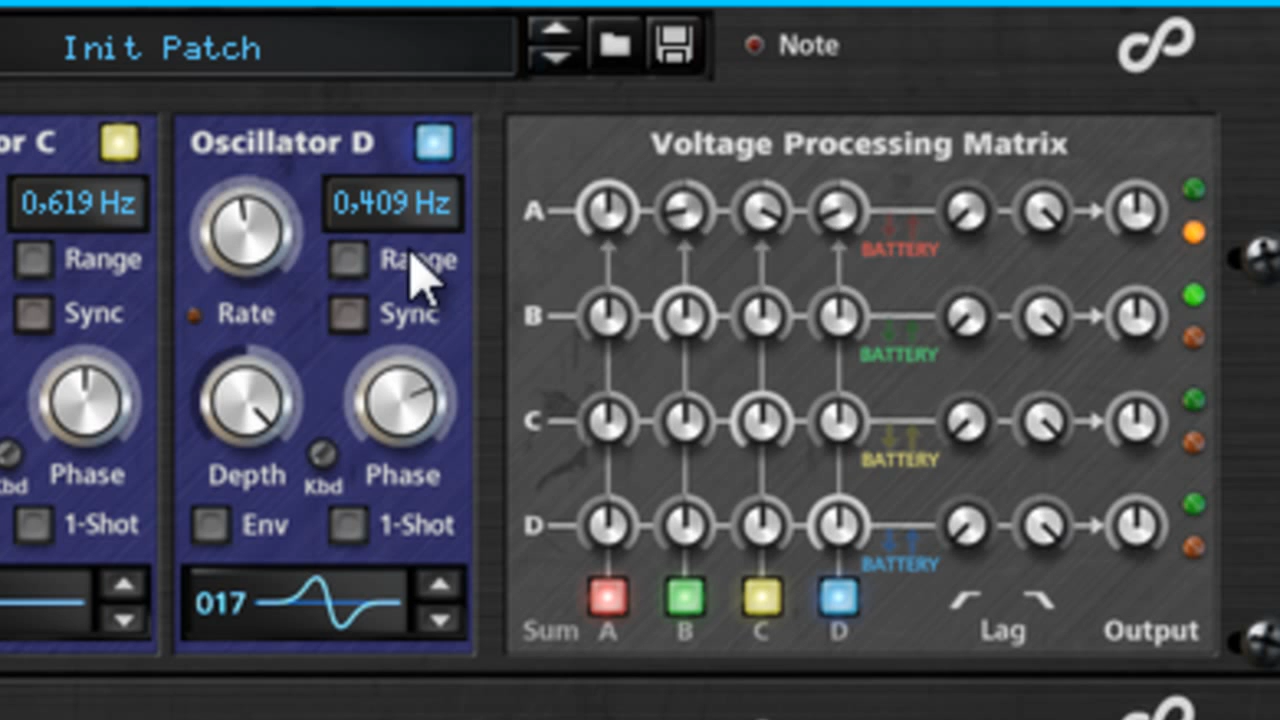 Init Patch
Note
or C
Oscillator D
Voltage Processing Matrix
0,619 Hz
0,409 Hz
A
BATTERY
Range
Range
Sync
Rate
Sync
B
BATTERY
C
BATTERY
Kbd
Phase
Depth
Kbd
Phase
1-Shot
Env
1-Shot
D
BATTERY
017
Sum
A
B
C
D
Lag
Output